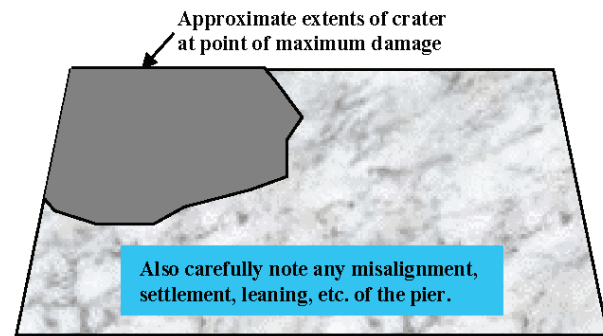 Approximate extents of crater
at point of maximum damage
Also carefully note any misalignment,
settlement, leaning, etc. of the pier.